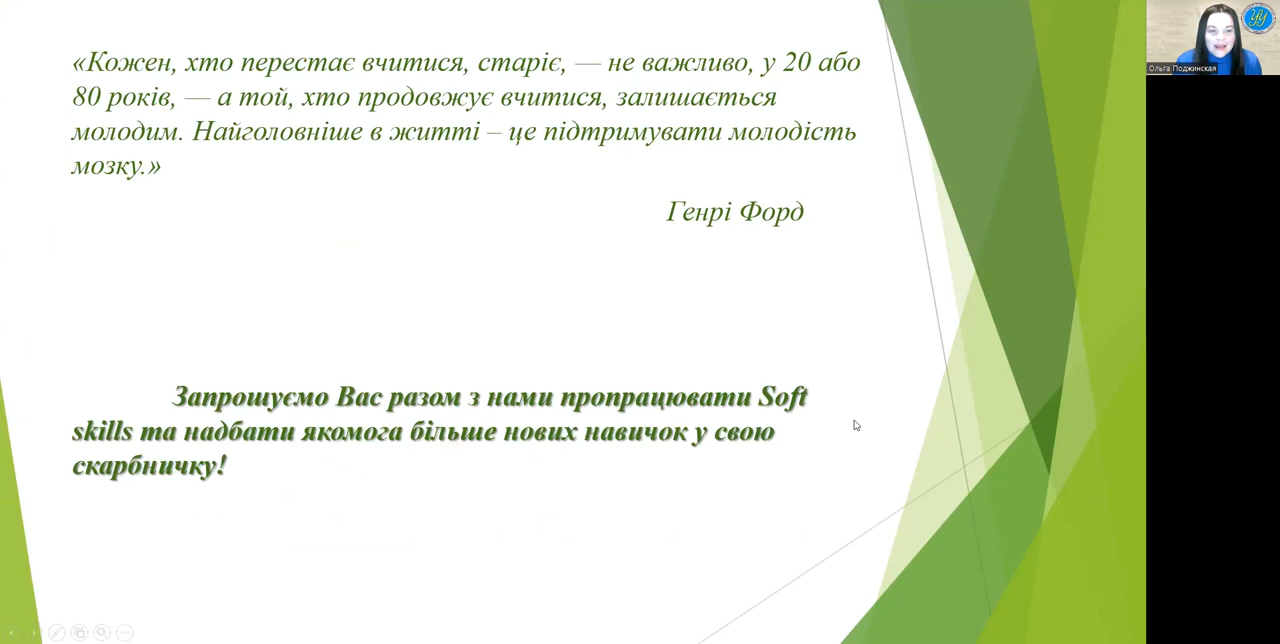 «Кожен, хто перестає вчитися, старіє, — не важливо, у 20 або
80 років, — а той, хто продовжує вчитися, залишається
молодим. Найголовніше в житті – це підтримувати молодість
мозку.»
Генрі Форд
Запрошуємо Вас разом з нами пропрацювати Soft
skills та надбати якомога більше нових навичок у свою
скарбничку!
Ольга Поджинская